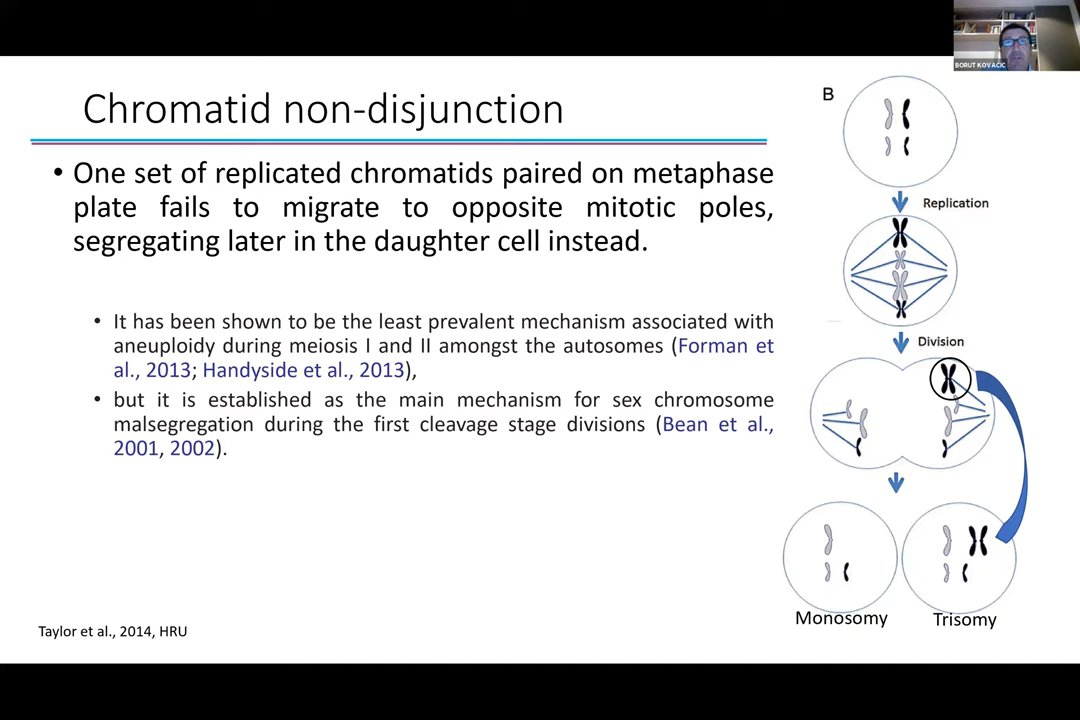 BORUT KOVACIC
Chromatid non-disjunction
• One set of replicated chromatids paired on metaphase
plate fails to migrate to opposite mitotic poles,
segregating later in the daughter cell instead.
• It has been shown to be the least prevalent mechanism associated with
aneuploidy during meiosis I and II amongst the autosomes (Forman et
al., 2013; Handyside et al., 2013),
• but it is established as the main mechanism for sex chromosome
malsegregation during the first cleavage stage divisions (Bean et al.,
2001, 2002).
Taylor et al., 2014, HRU
B
Replication
Division
Monosomy
Trisomy